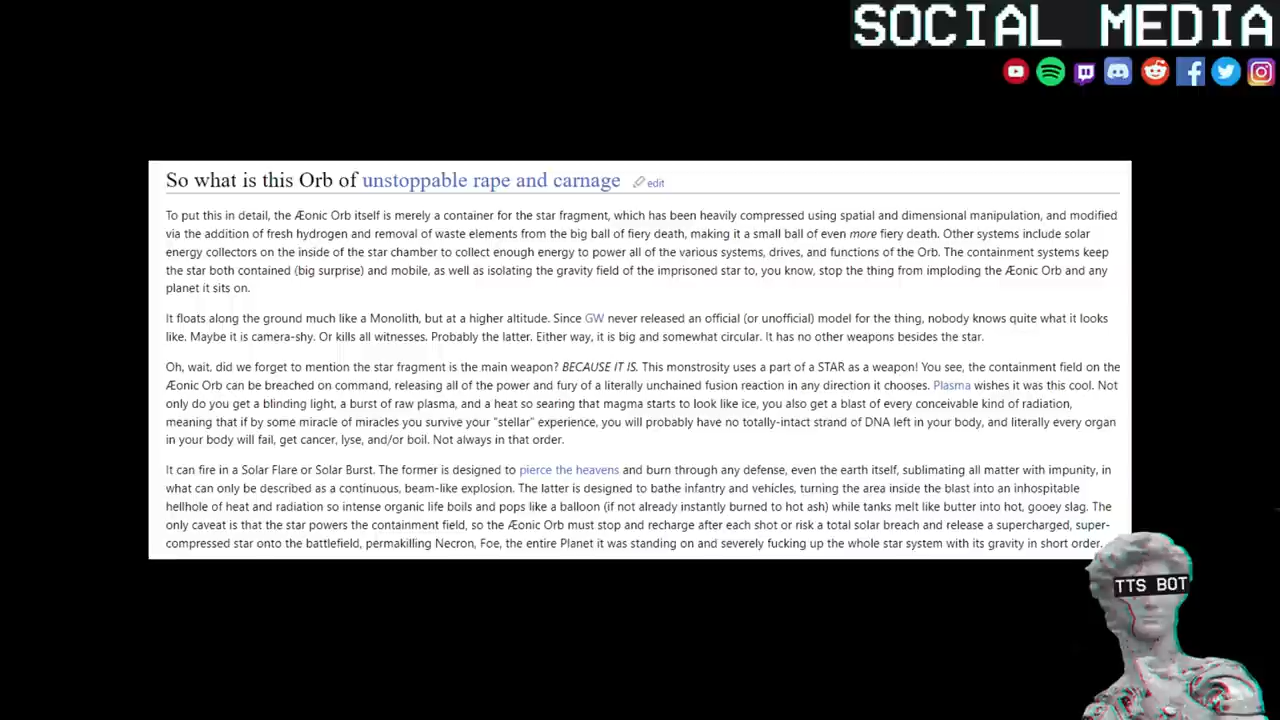 SOCIAL MEDIA
So what is this Orb of unstoppable rape and carnage edit
To put this in detail, the Æonic Orb itself is merely a container for the star fragment, which has been heavily compressed using spatial and dimensional manipulation, and modified
via the addition of fresh hydrogen and removal of waste elements from the big ball of fiery death, making it a small ball of even more fiery death. Other systems include solar
energy collectors on the inside of the star chamber to collect enough energy to power all of the various systems, drives, and functions of the Orb. The containment systems keep
the star both contained (big surprise) and mobile, as well as isolating the gravity field of the imprisoned star to, you know, stop the thing from imploding the Æonic Orb and any
planet it sits on.
It floats along the ground much like a Monolith, but at a higher altitude. Since GW never released an official (or unofficial) model for the thing, nobody knows quite what it looks
like. Maybe it is camera-shy. Or kills all witnesses. Probably the latter. Either way, it is big and somewhat circular. It has no other weapons besides the star.
Oh, wait, did we forget to mention the star fragment is the main weapon? BECAUSE IT IS. This monstrosity uses a part of a STAR as a weapon! You see, the containment field on the
Æonic Orb can be breached on command, releasing all of the power and fury of a literally unchained fusion reaction in any direction it chooses. Plasma wishes it was this cool. Not
only do you get a blinding light, a burst of raw plasma, and a heat so searing that magma starts to look like ice, you also get a blast of every conceivable kind of radiation,
meaning that if by some miracle of miracles you survive your "stellar" experience, you will probably have no totally-intact strand of DNA left in your body, and literally every organ
in your body will fail, get cancer, lyse, and/or boil. Not always in that order.
It can fire in a Solar Flare or Solar Burst. The former is designed to pierce the heavens and burn through any defense, even the earth itself, sublimating all matter with impunity, in
what can only be described as a continuous, beam-like explosion. The latter is designed to bathe infantry and vehicles, turning the area inside the blast into an inhospitable
hellhole of heat and radiation so intense organic life boils and pops like a balloon (if not already instantly burned to hot ash) while tanks melt like butter into hot, gooey slag. The
only caveat is that the star powers the containment field, so the Æonic Orb must stop and recharge after each shot or risk a total solar breach and release a supercharged, super-
compressed star onto the battlefield, permakilling Necron, Foe, the entire Planet it was standing on and severely fucking up the whole star system with its gravity in short order.
TTS BOT